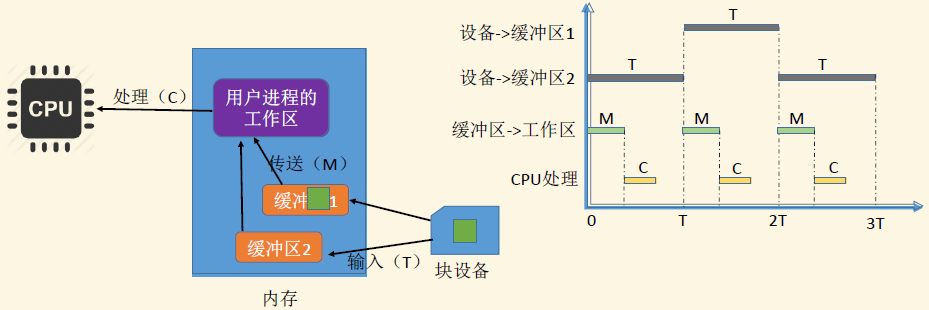 CPU
处理（C）
用户进程的
工作区
传送（M）
缓冲 1
缓冲区2
输入（T）
块设备
内存
设备->缓冲区1
T
设备->缓冲区2
T
T
缓冲区->工作区
M
M
M
CPU处理
C
C
C
0
T
2T
3T